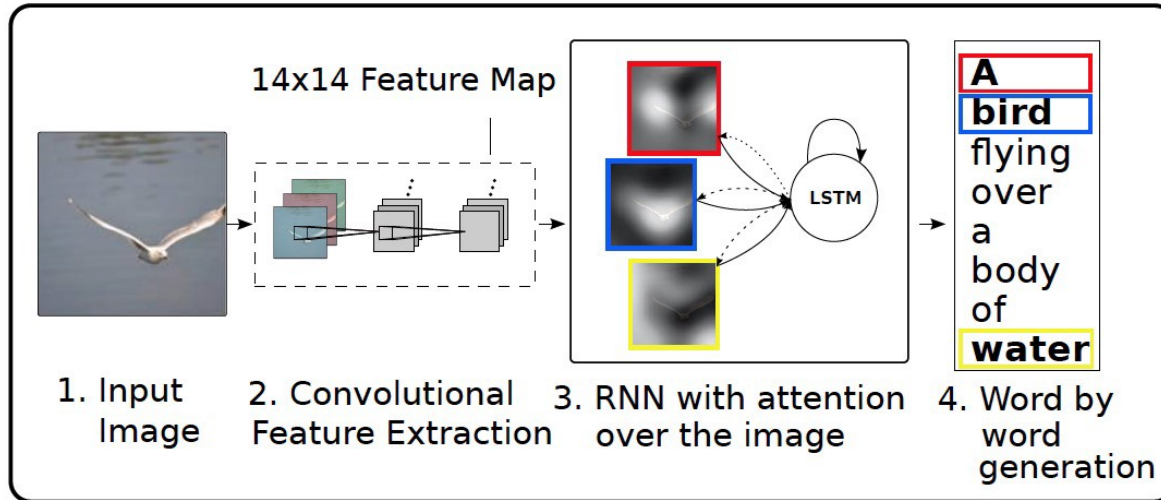 14x14 Feature Map
LSTM
A
bird
flying
over
a
body
of
water
1. Input
Image
2. Convolutional
Feature Extraction
3. RNN with attention
over the image
4. Word by
word
generation